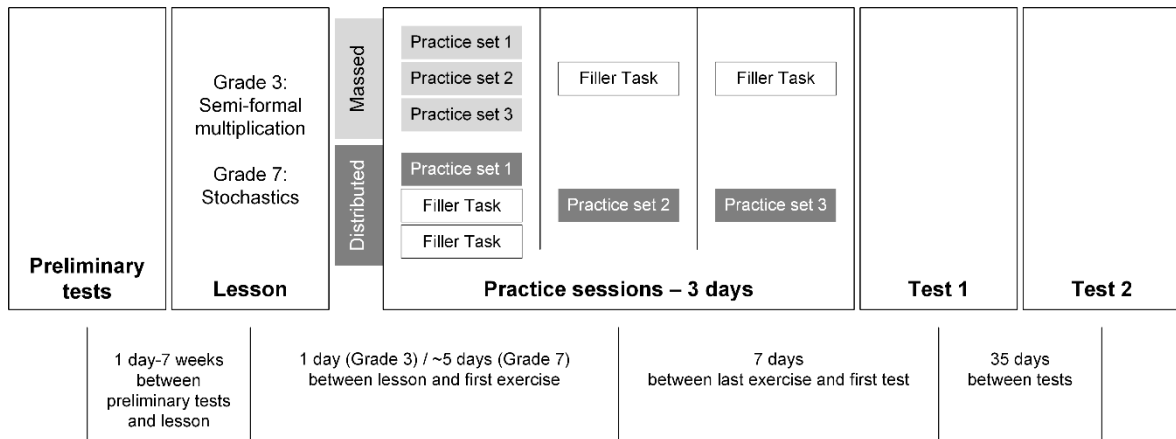 Preliminary
tests
Grade 3:
Semi-formal
multiplication
Grade 7:
Stochastics
Lesson
Massed
Practice set 1
Practice set 2
Practice set 3
Filler Task
Filler Task
Distributed
Practice set 1
Filler Task
Filler Task
Practice set 2
Practice set 3
Practice sessions – 3 days
Test 1
Test 2
1 day-7 weeks
between
preliminary tests
and lesson
1 day (Grade 3) / ~5 days (Grade 7)
between lesson and first exercise
7 days
between last exercise and first test
35 days
between tests